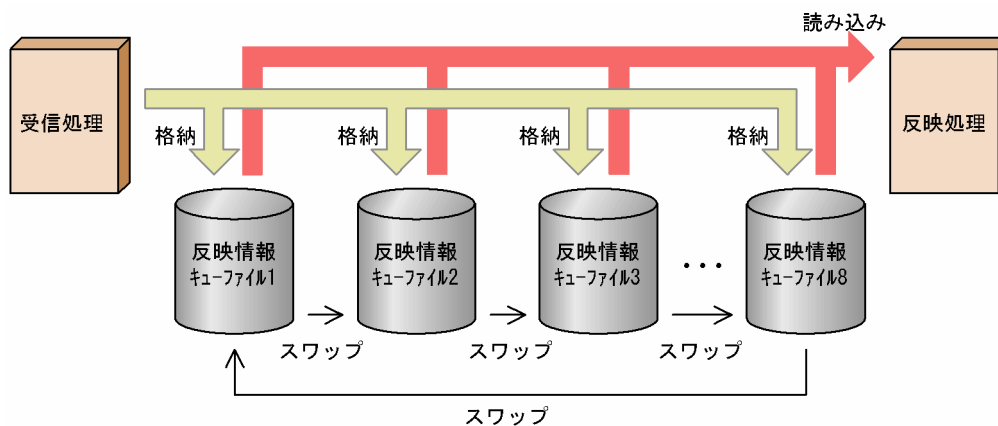 読み込み
受信処理
反映処理
格納
格納
格納
格納
反映情報
ｷｭｰﾌｧｲﾙ1
反映情報
ｷｭｰﾌｧｲﾙ2
反映情報
ｷｭｰﾌｧｲﾙ3
…
反映情報
ｷｭｰﾌｧｲﾙ8
スワップ
スワップ
スワップ
スワップ